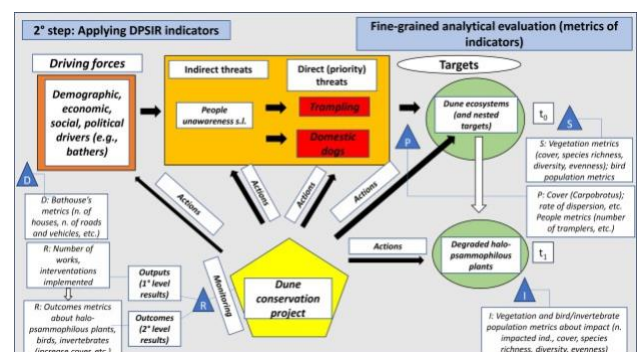 2° step: Applying DPSIR indicators
Fine-grained analytical evaluation (metrics of
indicators)
Driving forces
Demographic,
economic,
social, political
drivers (e.g.,
bathers)
Indirect threats
Direct (priority)
threats
People
unawareness s.l.
Trampling
Domestic
dogs
Targets
Dune ecosystems
(and nested
targets)
t0
S
P
S: Vegetation metrics
(cover, species richness,
diversity, evenness); bird
population metrics
D
D: Bathouse's
metrics (n. of
houses, n. of roads
and vehicles, etc.)
Actions
Actions
Actions
Actions
P: Cover (Carpobrotus);
rate of dispersion, etc.
People metrics (number
of tramplers, etc.)
R: Number of
works,
interventions
implemented
Outputs
(1° level
results)
R
Monitoring
Dune
conservation
project
Actions
Degraded halo-
psammophilous
plants
t1
Outcomes
(2° level
results)
R: Outcomes metrics
about halo-
psammophilous plants,
birds, invertebrates
(increase cover, etc.)
I
I: Vegetation and bird/invertebrate
population metrics about impact (n.
impacted ind., cover, species
richness, diversity, evenness)